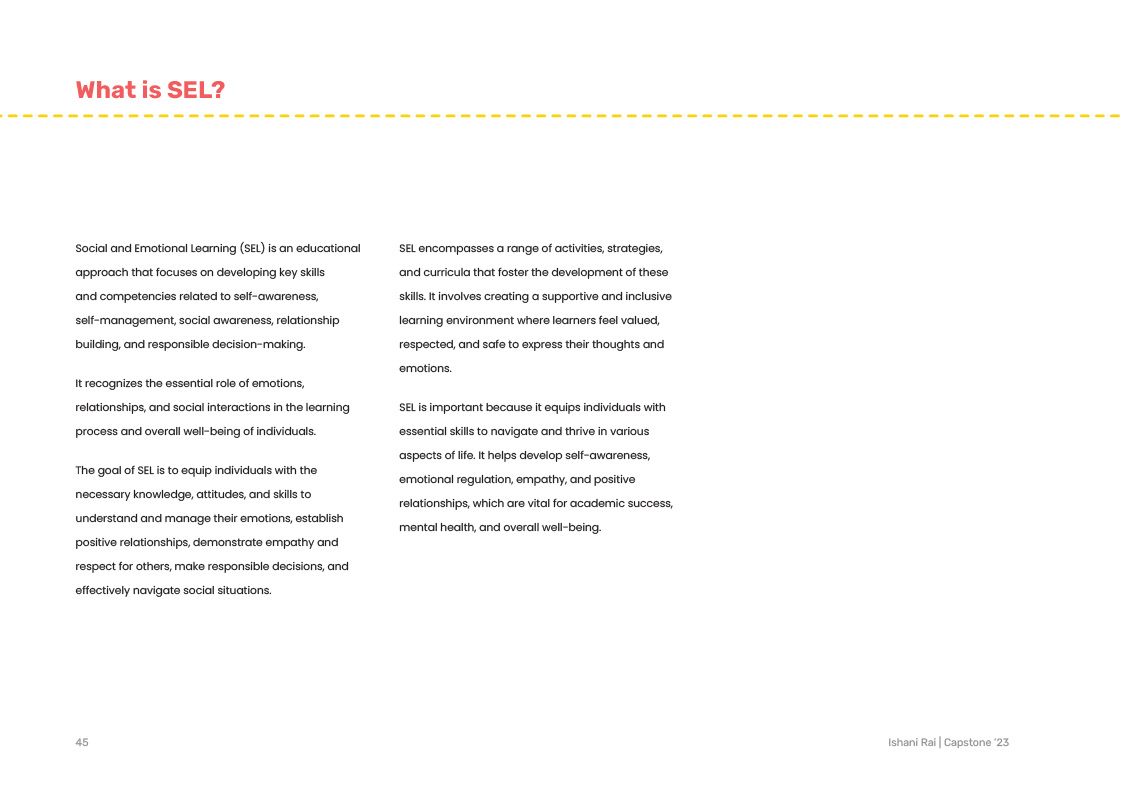 What is SEL?
Social and Emotional Learning (SEL) is an educational
approach that focuses on developing key skills
and competencies related to self-awareness,
self-management, social awareness, relationship
building, and responsible decision-making.
It recognizes the essential role of emotions,
relationships, and social interactions in the learning
process and overall well-being of individuals.
The goal of SEL is to equip individuals with the
necessary knowledge, attitudes, and skills to
understand and manage their emotions, establish
positive relationships, demonstrate empathy and
respect for others, make responsible decisions, and
effectively navigate social situations.
SEL encompasses a range of activities, strategies,
and curricula that foster the development of these
skills. It involves creating a supportive and inclusive
learning environment where learners feel valued,
respected, and safe to express their thoughts and
emotions.
SEL is important because it equips individuals with
essential skills to navigate and thrive in various
aspects of life. It helps develop self-awareness,
emotional regulation, empathy, and positive
relationships, which are vital for academic success,
mental health, and overall well-being.
45
Ishani Rai | Capstone '23